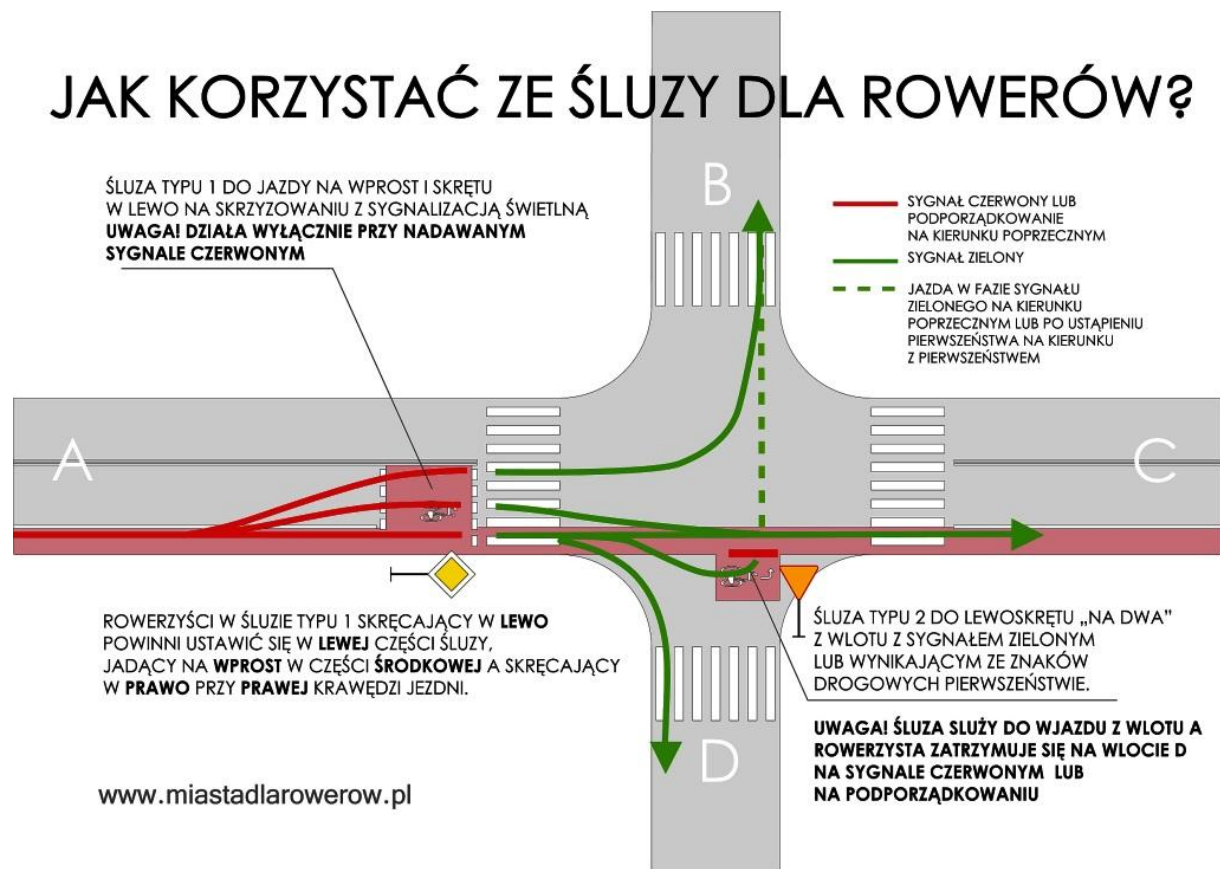 JAK KORZYSTAĆ ZE ŚLUZY DLA ROWERÓW?
ŚLUZA TYPU 1 DO JAZDY NA WPROST I SKRĘTU
W LEWO NA SKRZYZOWANIU Z SYGNALIZACJĄ ŚWIETLNĄ
UWAGA! DZIAŁA WYŁĄCZNIE PRZY NADAWANYM
SYGNALE CZERWONYM
B
SYGNAŁ CZERWONY LUB
PODPORZĄDKOWANIE
NA KIERUNKU POPRZECZNYM
SYGNAŁ ZIELONY
JAZDA W FAZIE SYGNAŁU
ZIELONEGO NA KIERUNKU
POPRZECZNYM LUB PO USTĄPIENIU
PIERWSZEŃSTWA NA KIERUNKU
Z PIERWSZEŃSTWEM
A
C
ROWERZYŚCI W ŚLUZIE TYPU 1 SKRĘCAJĄCY W LEWO
POWINNI USTAWIĆ SIĘ W LEWEJ CZĘŚCI ŚLUZY,
JADĄCY NA WPROST W CZĘŚCI ŚRODKOWEJ A SKRĘCAJĄCY
W PRAWO PRZY PRAWEJ KRAWĘDZI JEZDNI.
ŚLUZA TYPU 2 DO LEWOSKRĘTU „NA DWA”
Z WLOTU Z SYGNAŁEM ZIELONYM
LUB WYNIKAJĄCYM ZE ZNAKÓW
DROGOWYCH PIERWSZEŃSTWIE.
UWAGA! ŚLUZA SLUŻY DO WJAZDU Z WLOTU A
ROWERZYSTA ZATRZYMUJE SIĘ NA WLOCIE D
NA SYGNALE CZERWONYM LUB
NA PODPORZĄDKOWANIU
D
www.miastadlarowerow.pl